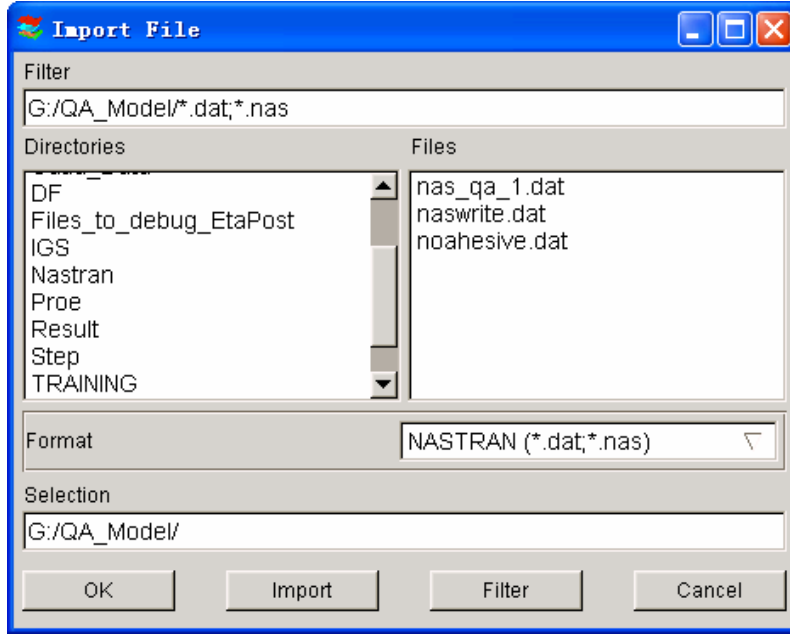 Import File
Filter
G:/QA_Model/*.dat;*.nas
Directories
Files
DF
Files_to_debug_EtaPost
IGS
Nastran
Proe
Result
Step
TRAINING
nas_qa_1.dat
naswrite.dat
noahesive.dat
Format
NASTRAN (*.dat;*.nas)
Selection
G:/QA_Model/
OK
Import
Filter
Cancel